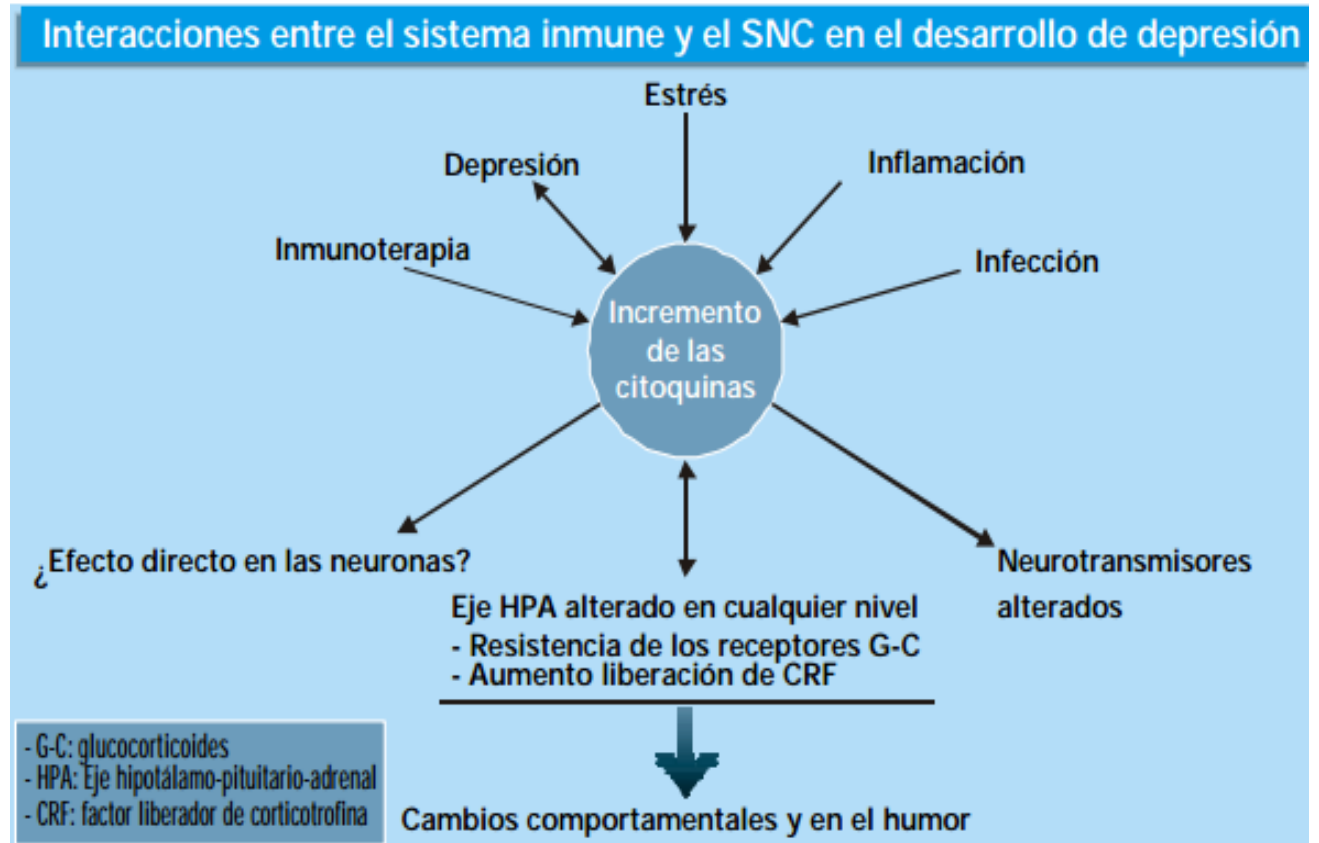 Interacciones entre el sistema inmune y el SNC en el desarrollo de depresión
Estrés
Depresión
Inflamación
Inmunoterapia
Infección
Incremento
de las
citoquinas
¿Efecto directo en las neuronas?
Neurotransmisores
alterados
Eje HPA alterado en cualquier nivel
- Resistencia de los receptores G-C
- Aumento liberación de CRF
- G-C: glucocorticoides
- HPA: Eje hipotálamo-pituitario-adrenal
- CRF: factor liberador de corticotrofina
Cambios comportamentales y en el humor